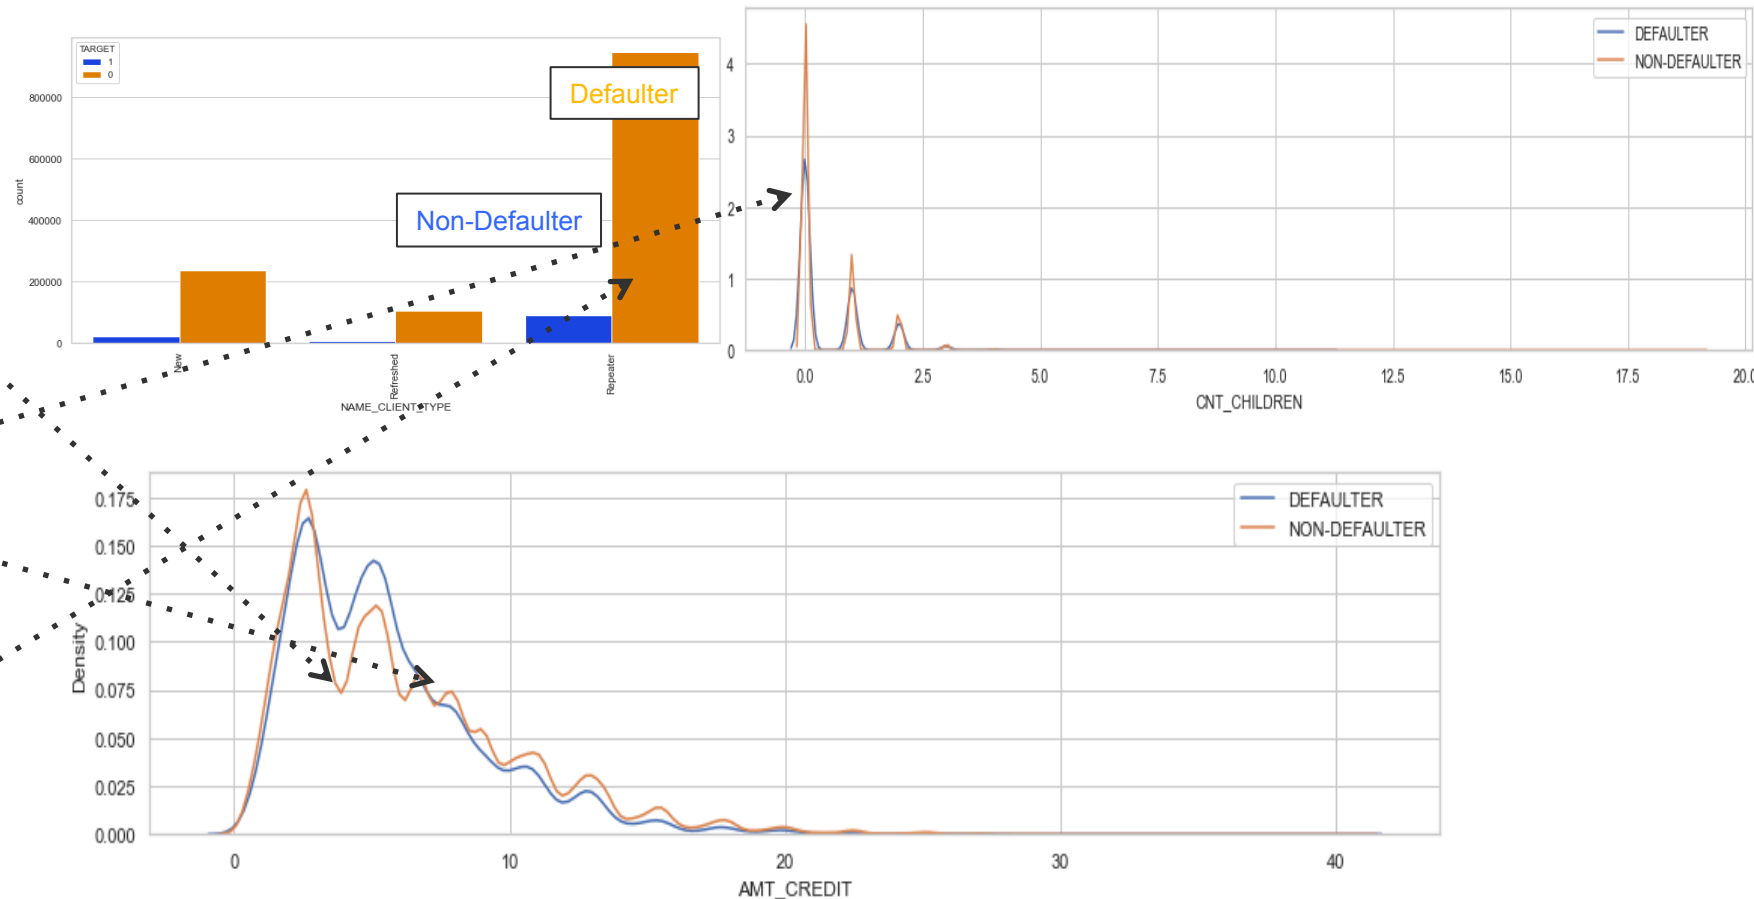 TARGET
1
0
800000
600000
400000
200000
0
count
Defaulter
Non-Defaulter
New
Refreshed
Repeater
NAME_CLIENT_TYPE
DEFAULTER
NON-DEFAULTER
4
3
2
1
0
0.0 2.5 5.0 7.5 10.0 12.5 15.0 17.5 20.0
CNT_CHILDREN
DEFAULTER
NON-DEFAULTER
0.175
0.150
0.125
0.100
0.075
0.050
0.025
0.000
Density
0 10 20 30 40
AMT_CREDIT